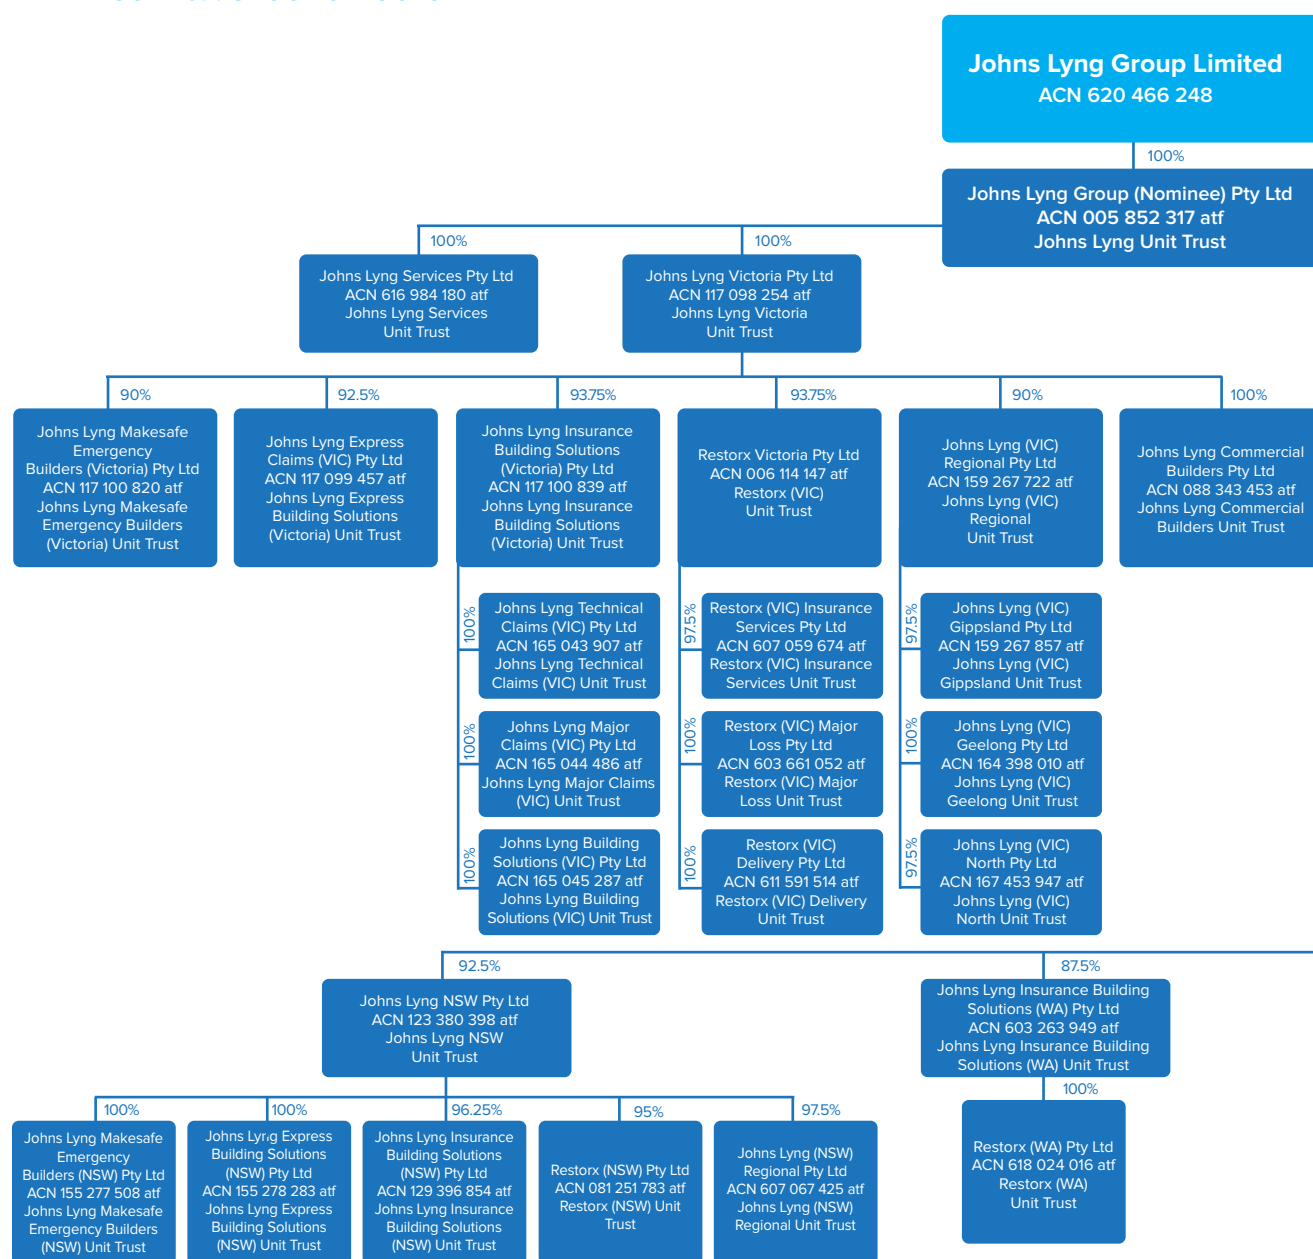 Johns Lyng Group Limited
ACN 620 466 248
100%
Johns Lyng Group (Nominee) Pty Ltd
ACN 005 852 317 atf
Johns Lyng Unit Trust
100%
100%
Johns Lyng Services Pty Ltd
ACN 616 984 180 atf
Johns Lyng Services
Unit Trust
Johns Lyng Victoria Pty Ltd
ACN 117 098 254 atf
Johns Lyng Victoria
Unit Trust
90%
92.5%
93.75%
93.75%
90%
100%
Johns Lyng Makesafe
Emergency
Builders (Victoria) Pty Ltd
ACN 117 100 820 atf
Johns Lyng Makesafe
Emergency Builders
(Victoria) Unit Trust
Johns Lyng Express
Claims (VIC) Pty Ltd
ACN 117 099 457 atf
Johns Lyng Express
Building Solutions
(Victoria) Unit Trust
Johns Lyng Insurance
Building Solutions
(Victoria) Pty Ltd
ACN 117 100 839 atf
Johns Lyng Insurance
Building Solutions
(Victoria) Unit Trust
Restorx Victoria Pty Ltd
ACN 006 114 147 atf
Restorx (VIC)
Unit Trust
Johns Lyng (VIC)
Regional Pty Ltd
ACN 159 267 722 atf
Johns Lyng (VIC)
Regional
Unit Trust
Johns Lyng Commercial
Builders Pty Ltd
ACN 088 343 453 atf
Johns Lyng Commercial
Builders Unit Trust
100%
Johns Lyng Technical
Claims (VIC) Pty Ltd
ACN 165 043 907 atf
Johns Lyng Technical
Claims (VIC) Unit Trust
97.5%
Restorx (VIC) Insurance
Services Pty Ltd
ACN 607 059 674 atf
Restorx (VIC) Insurance
Services Unit Trust
97.5%
Johns Lyng (VIC)
Gippsland Pty Ltd
ACN 159 267 857 atf
Johns Lyng (VIC)
Gippsland Unit Trust
100%
Johns Lyng Major
Claims (VIC) Pty Ltd
ACN 165 044 486 atf
Johns Lyng Major Claims
(VIC) Unit Trust
100%
Restorx (VIC) Major
Loss Pty Ltd
ACN 603 661 052 atf
Restorx (VIC) Major
Loss Unit Trust
100%
Johns Lyng (VIC)
Geelong Pty Ltd
ACN 164 398 010 atf
Johns Lyng (VIC)
Geelong Unit Trust
100%
Johns Lyng Building
Solutions (VIC) Pty Ltd
ACN 165 045 287 atf
Johns Lyng Building
Solutions (VIC) Unit Trust
100%
Restorx (VIC)
Delivery Pty Ltd
ACN 611 591 514 atf
Restorx (VIC) Delivery
Unit Trust
97.5%
Johns Lyng (VIC)
North Pty Ltd
ACN 167 453 947 atf
Johns Lyng (VIC)
North Unit Trust
92.5%
87.5%
Johns Lyng NSW Pty Ltd
ACN 123 380 398 atf
Johns Lyng NSW
Unit Trust
Johns Lyng Insurance Building
Solutions (WA) Pty Ltd
ACN 603 263 949 atf
Johns Lyng Insurance Building
Solutions (WA) Unit Trust
100%
100%
96.25%
95%
97.5%
100%
Johns Lyng Makesafe
Emergency
Builders (NSW) Pty Ltd
ACN 155 277 508 atf
Johns Lyng Makesafe
Emergency Builders
(NSW) Unit Trust
Johns Lyng Express
Building Solutions
(NSW) Pty Ltd
ACN 155 278 283 atf
Johns Lyng Express
Building Solutions
(NSW) Unit Trust
Johns Lyng Insurance
Building Solutions
(NSW) Pty Ltd
ACN 129 396 854 atf
Johns Lyng Insurance
Building Solutions
(NSW) Unit Trust
Restorx (NSW) Pty Ltd
ACN 081 251 783 atf
Restorx (NSW) Unit
Trust
Johns Lyng (NSW)
Regional Pty Ltd
ACN 607 067 425 atf
Johns Lyng (NSW)
Regional Unit Trust
Restorx (WA) Pty Ltd
ACN 618 024 016 atf
Restorx (WA)
Unit Trust